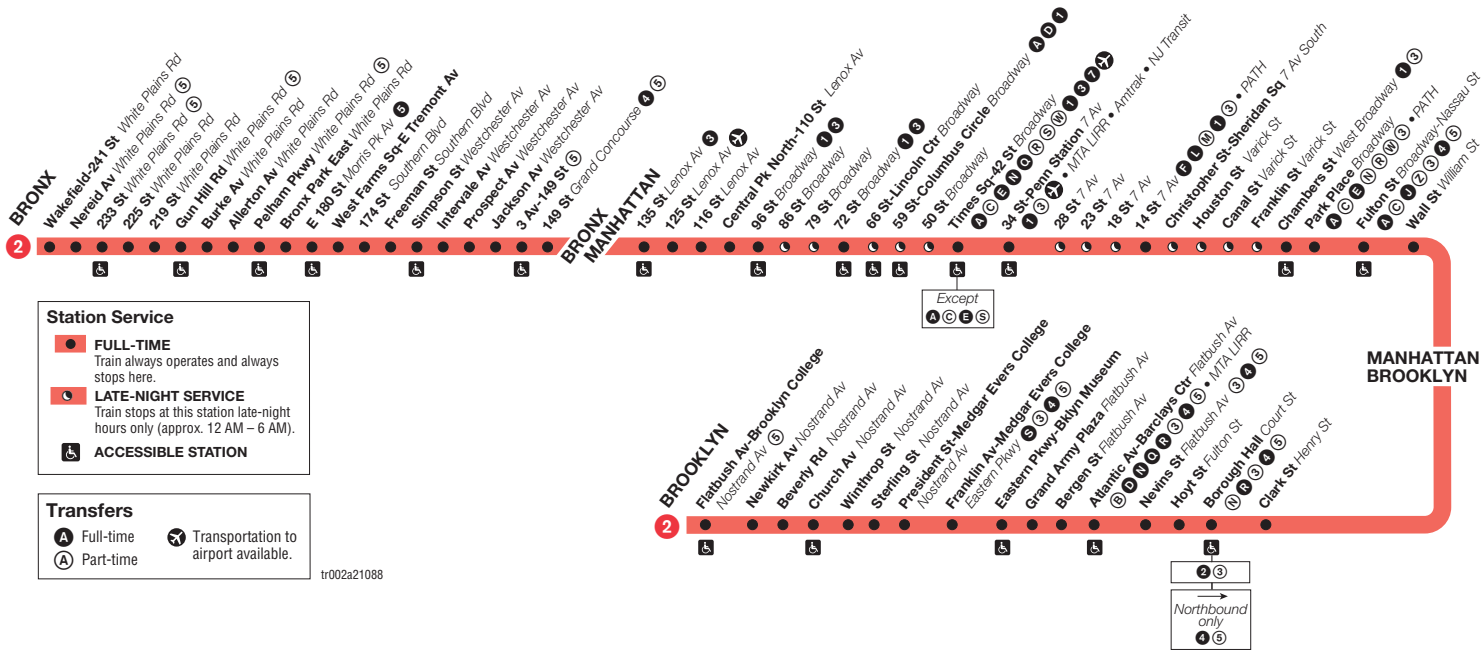 BRONX
Wakefield-241 St White Plains Rd
Nereid Av White Plains Rd 5
233 St White Plains Rd 5
225 St White Plains Rd
219 St White Plains Rd
Gun Hill Rd White Plains Rd 5
Burke Av White Plains Rd
Allerton Av White Plains Rd
Pelham Pkwy White Plains Rd 5
Bronx Park East White Plains Rd
E 180 St Morris Pk Av 5
West Farms Sq-E Tremont Av
174 St Southern Blvd
Freeman St Southern Blvd
Simpson St Westchester Av
Intervale Av Westchester Av
Prospect Av Westchester Av
Jackson Av Westchester Av
3 Av-149 St 5
149 St Grand Concourse 4 5
BRONX
MANHATTAN
135 St Lenox Av 3
125 St Lenox Av
116 St Lenox Av
Central Pk North-110 St Lenox Av
96 St Broadway 1 3
86 St Broadway
79 St Broadway
72 St Broadway 1 3
66 St-Lincoln Ctr Broadway
59 St-Columbus Circle Broadway A D 1
50 St Broadway
Times Sq-42 St Broadway
A C E N Q R S W 1 3 7
34 St-Penn Station 7 Av
1 3 • MTA LIRR • Amtrak • NJ Transit
28 St 7 Av
23 St 7 Av
18 St 7 Av
14 St 7 Av F L M 1 3 • PATH
Christopher St-Sheridan Sq 7 Av South
Houston St Varick St
Canal St Varick St
Franklin St Varick St
Chambers St West Broadway 1 3
Park Place Broadway
A C E N R W 3 • PATH
Fulton St Broadway-Nassau St
A C J Z 3 4 5
Wall St William St
2
Except
A C E S
MANHATTAN
BROOKLYN
Station Service
FULL-TIME
Train always operates and always
stops here.
LATE-NIGHT SERVICE
Train stops at this station late-night
hours only (approx. 12 AM – 6 AM).
ACCESSIBLE STATION
Transfers
A Full-time
A Part-time
Transportation to
airport available.
tr002a21088
BROOKLYN
Flatbush Av-Brooklyn College
Nostrand Av 5
Newkirk Av Nostrand Av
Beverly Rd Nostrand Av
Church Av Nostrand Av
Winthrop St Nostrand Av
Sterling St Nostrand Av
President St-Medgar Evers College
Nostrand Av
Franklin Av-Medgar Evers College
Eastern Pkwy S 3 4 5
Eastern Pkwy-Bklyn Museum
Grand Army Plaza Flatbush Av
Bergen St Flatbush Av
Atlantic Av-Barclays Ctr Flatbush Av
B D N Q R 3 4 5 • MTA LIRR
Nevins St Flatbush Av 3 4 5
Hoyt St Fulton St
Borough Hall Court St
N R 3 4 5
Clark St Henry St
2
2 3
Northbound
only
4 5